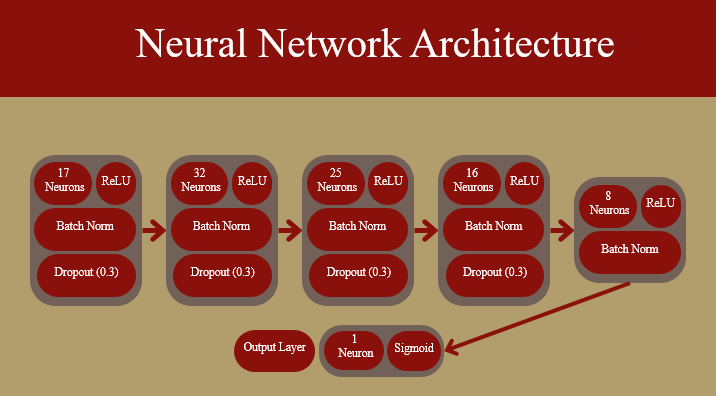 Neural Network Architecture
17
Neurons
ReLU
Batch Norm
Dropout (0.3)
32
Neurons
ReLU
Batch Norm
Dropout (0.3)
25
Neurons
ReLU
Batch Norm
Dropout (0.3)
16
Neurons
ReLU
Batch Norm
Dropout (0.3)
8
Neurons
ReLU
Batch Norm
Output Layer
1
Neuron
Sigmoid